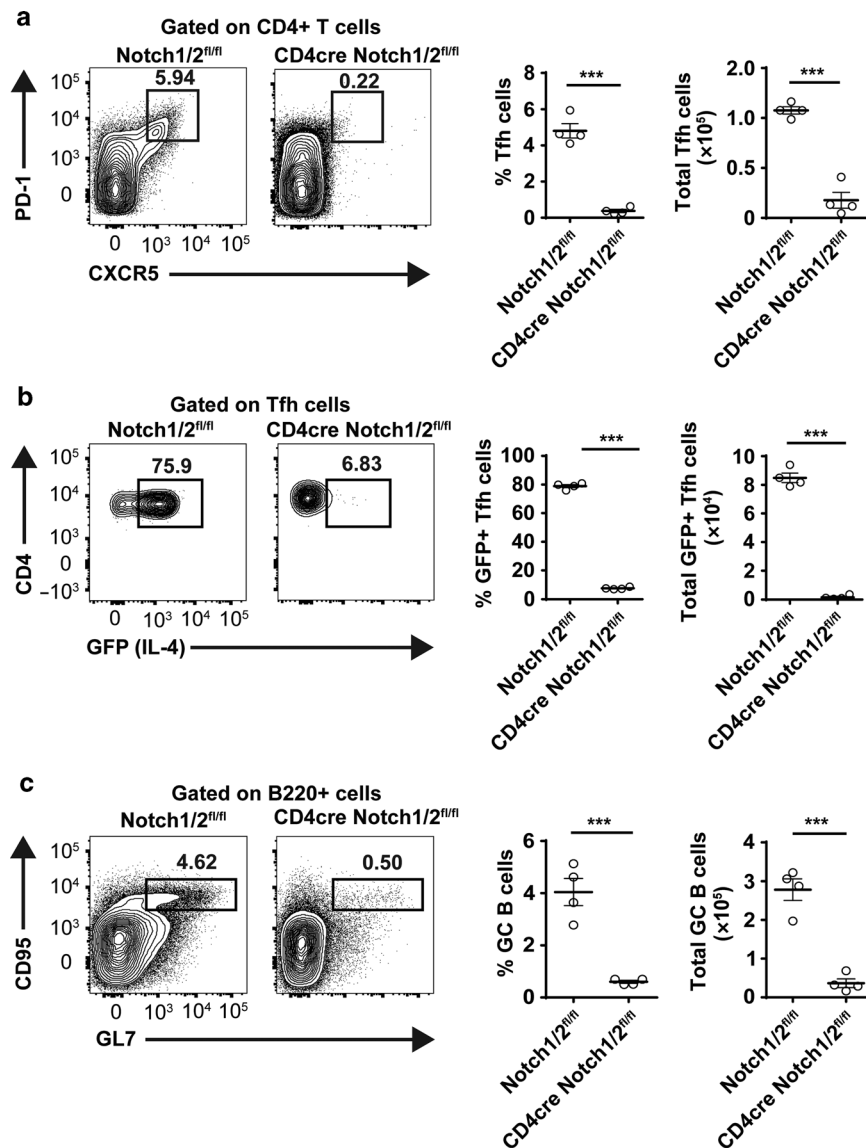 a
Gated on CD4+ T cells
Notch1/2fl/fl
CD4cre Notch1/2fl/fl
5.94
0.22
PD-1
10⁵
10⁴
10³
0
0 10³ 10⁴ 10⁵
CXCR5
% Tfh cells
8
6
4
2
0
***
Notch1/2fl/fl
CD4cre Notch1/2fl/fl
Total Tfh cells
(×10⁵)
2.0
1.0
0.5
0
***
Notch1/2fl/fl
CD4cre Notch1/2fl/fl
b
Gated on Tfh cells
Notch1/2fl/fl
CD4cre Notch1/2fl/fl
75.9
6.83
CD4
10⁵
10⁴
10³
0
−10³
0 10³ 10⁴ 10⁵
GFP (IL-4)
% GFP+ Tfh cells
100
80
60
40
20
0
***
Notch1/2fl/fl
CD4cre Notch1/2fl/fl
Total GFP+ Tfh cells
(×10⁴)
10
8
6
4
2
0
***
Notch1/2fl/fl
CD4cre Notch1/2fl/fl
c
Gated on B220+ cells
Notch1/2fl/fl
CD4cre Notch1/2fl/fl
4.62
0.50
CD95
10⁵
10⁴
10³
0
0 10³ 10⁴ 10⁵
GL7
% GC B cells
6
4
2
0
***
Notch1/2fl/fl
CD4cre Notch1/2fl/fl
Total GC B cells
(×10⁵)
4
3
2
1
0
***
Notch1/2fl/fl
CD4cre Notch1/2fl/fl